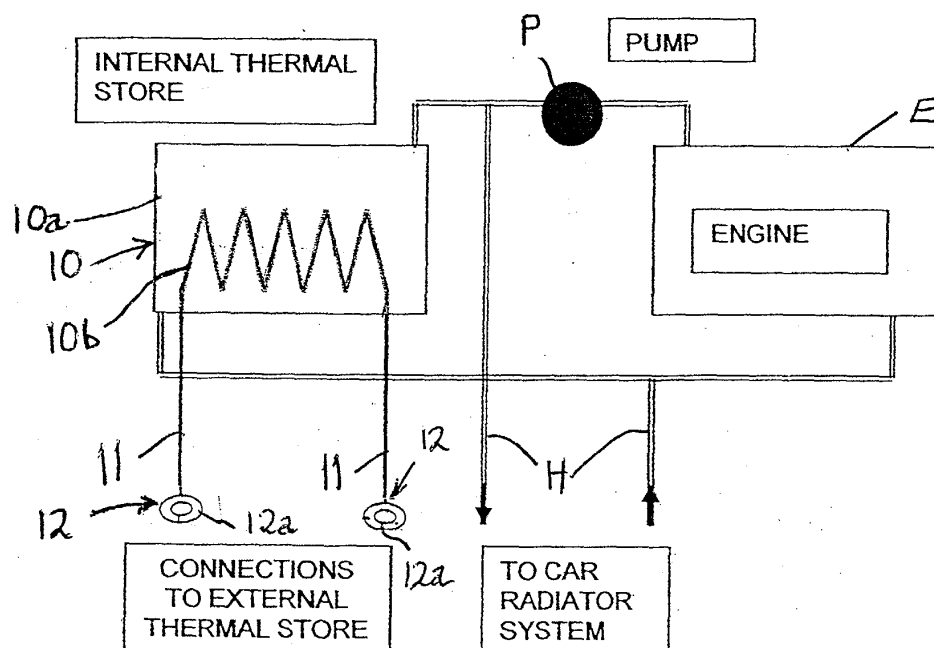 P
PUMP
INTERNAL THERMAL
STORE
E
10a
ENGINE
10
10b
11
11
12
H
12
12a
12a
CONNECTIONS
TO EXTERNAL
THERMAL STORE
TO CAR
RADIATOR
SYSTEM